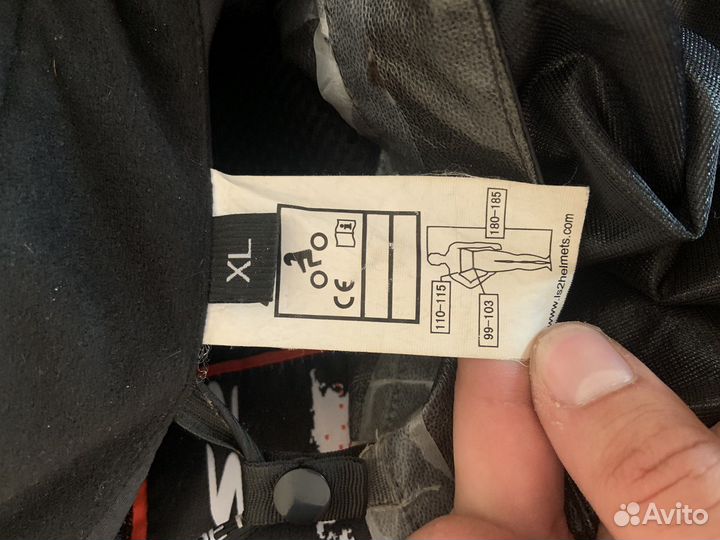 XL
i
CE
180-185
110-115
99-103
www.ls2helmets.com
Avito